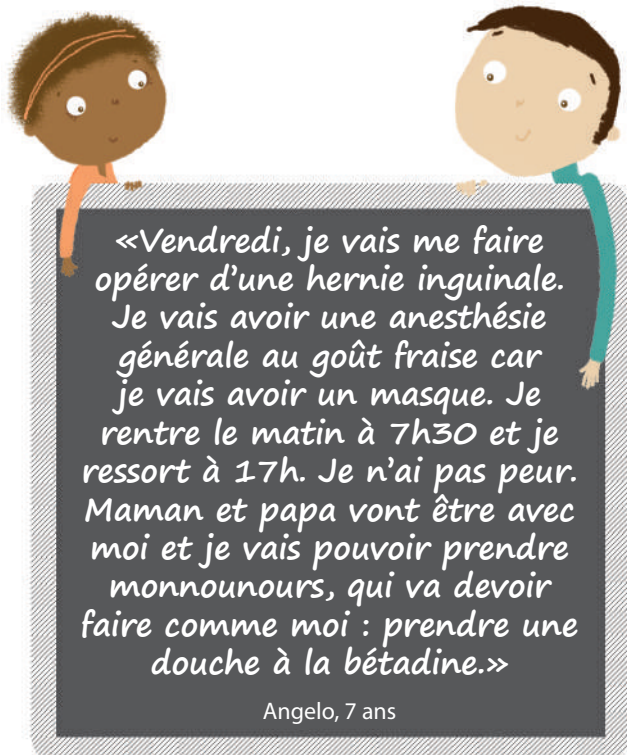 «Vendredi, je vais me faire
opérer d'une hernie inguinale.
Je vais avoir une anesthésie
générale au goût fraise car
je vais avoir un masque. Je
rentre le matin à 7h30 et je
ressort à 17h. Je n'ai pas peur.
Maman et papa vont être avec
moi et je vais pouvoir prendre
monnounours, qui va devoir
faire comme moi : prendre une
douche à la bétadine.»
Angelo, 7 ans